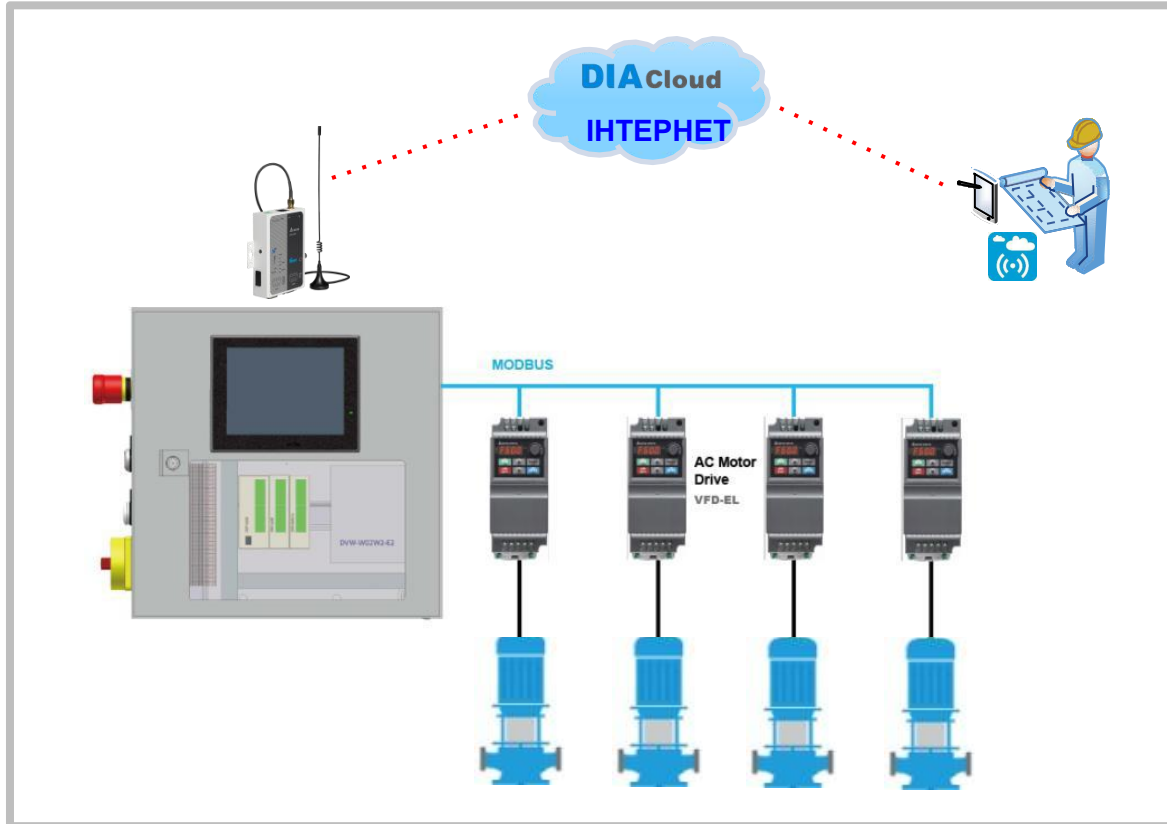 DIACloud
ІНТЕРНЕТ
MODBUS
AC Motor
Drive
VFD-EL
DVW-W02W2-E2